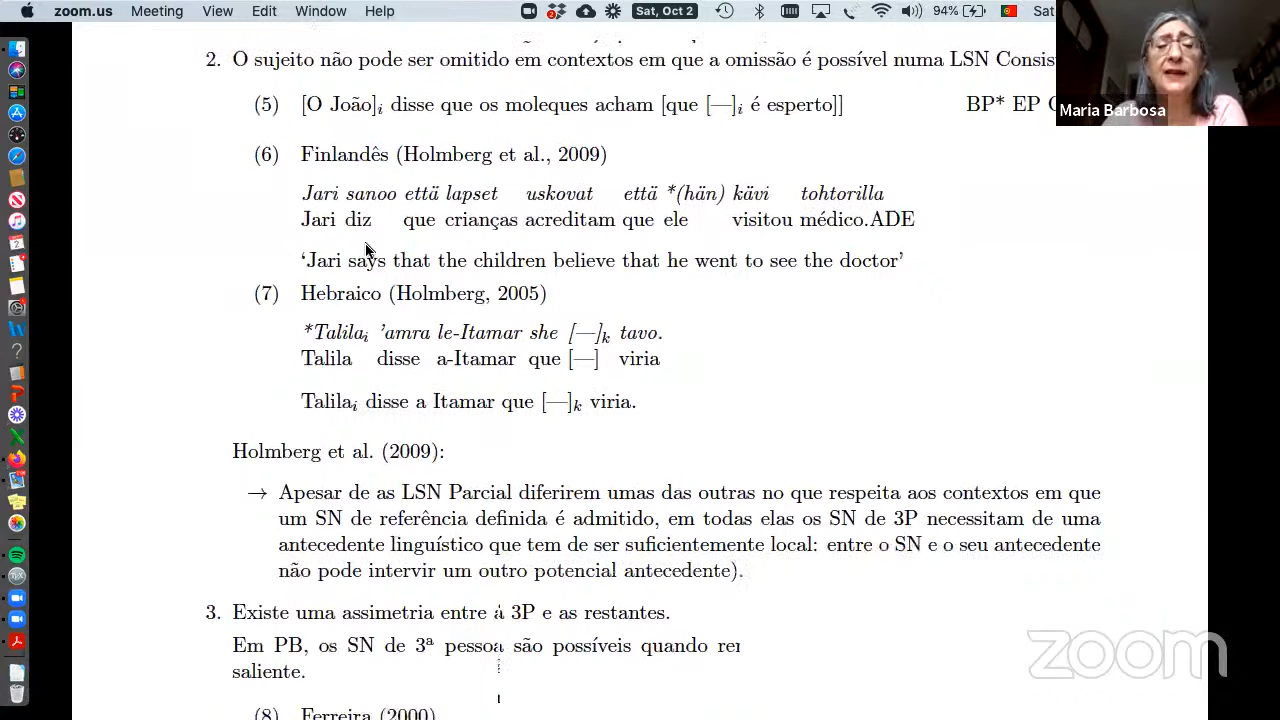 zoom.us Meeting View Edit Window Help Sat, Oct 2 94% Sat
2. O sujeito não pode ser omitido em contextos em que a omissão é possível numa LSN Consis
(5) [O João]i disse que os moleques acham [que [—]i é esperto]] BP* EP
Maria Barbosa
(6) Finlandês (Holmberg et al., 2009)
Jari sanoo että lapset uskovat että *(hän) kävi tohtorilla
Jari diz que crianças acreditam que ele visitou médico.ADE
‘Jari says that the children believe that he went to see the doctor’
(7) Hebraico (Holmberg, 2005)
*Talilai ’amra le-Itamar she [—]k tavo.
Talila disse a-Itamar que [—] viria
Talilai disse a Itamar que [—]k viria.
Holmberg et al. (2009):
→ Apesar de as LSN Parcial diferirem umas das outras no que respeita aos contextos em que
um SN de referência definida é admitido, em todas elas os SN de 3P necessitam de uma
antecedente linguístico que tem de ser suficientemente local: entre o SN e o seu antecedente
não pode intervir um outro potencial antecedente).
3. Existe uma assimetria entre a 3P e as restantes.
Em PB, os SN de 3ª pessoa são possíveis quando
saliente.
zoom
(8) Ferreira (2000)